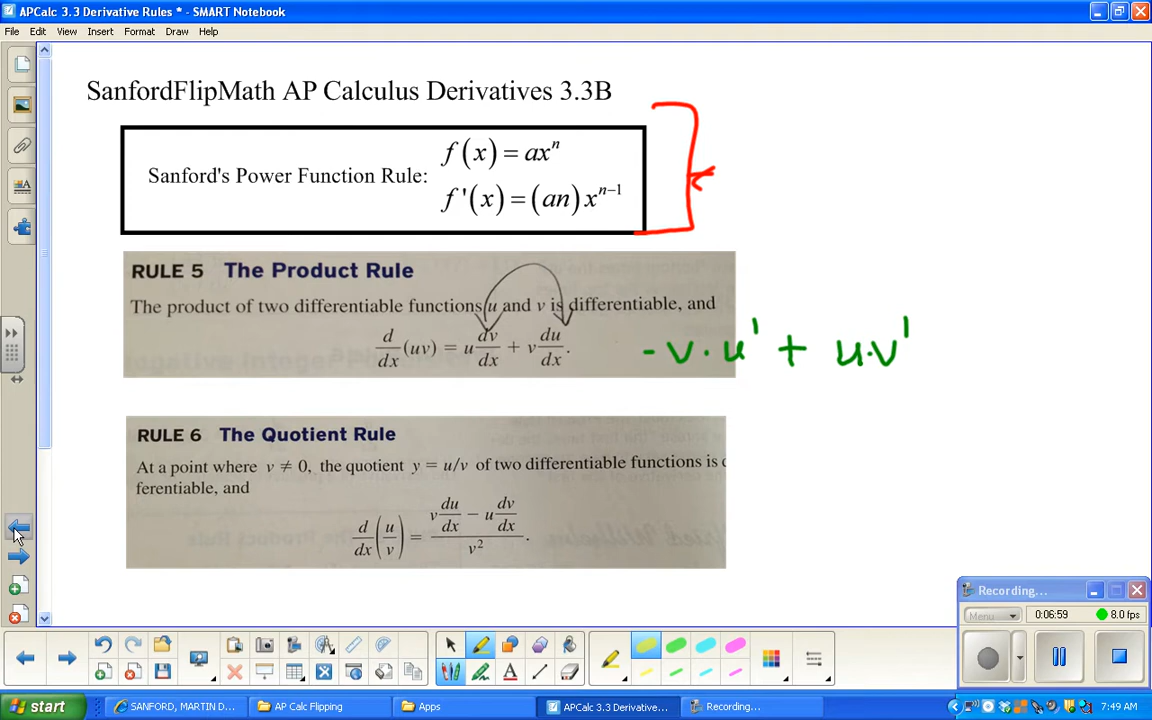 APCalc 3.3 Derivative Rules * - SMART Notebook
File Edit View Insert Format Draw Help
SanfordFlipMath AP Calculus Derivatives 3.3B
Sanford's Power Function Rule: f(x) = ax^n
f'(x) = (an)x^{n-1}
RULE 5 The Product Rule
The product of two differentiable functions u and v is differentiable, and
d/dx (uv) = u dv/dx + v du/dx.
- v · u' + u · v'
RULE 6 The Quotient Rule
At a point where v ≠ 0, the quotient y = u/v of two differentiable functions is
ferentiable, and
d/dx (u/v) = (v du/dx - u dv/dx) / v²
Recording...
Menu 0:06:59 8.0 fps
start SANFORD, MARTIN D... AP Calc Flipping Apps APCalc 3.3 Derivative... Recording... 7:49 AM